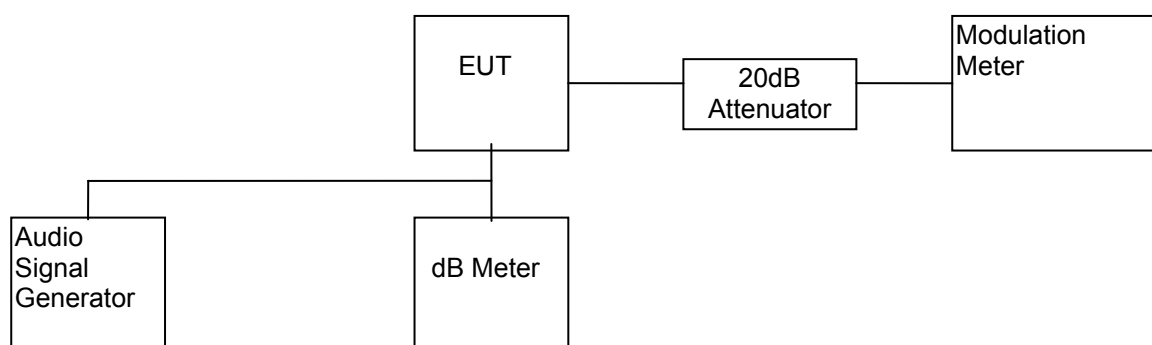 EUT
20dB
Attenuator
Modulation
Meter
Audio
Signal
Generator
dB Meter